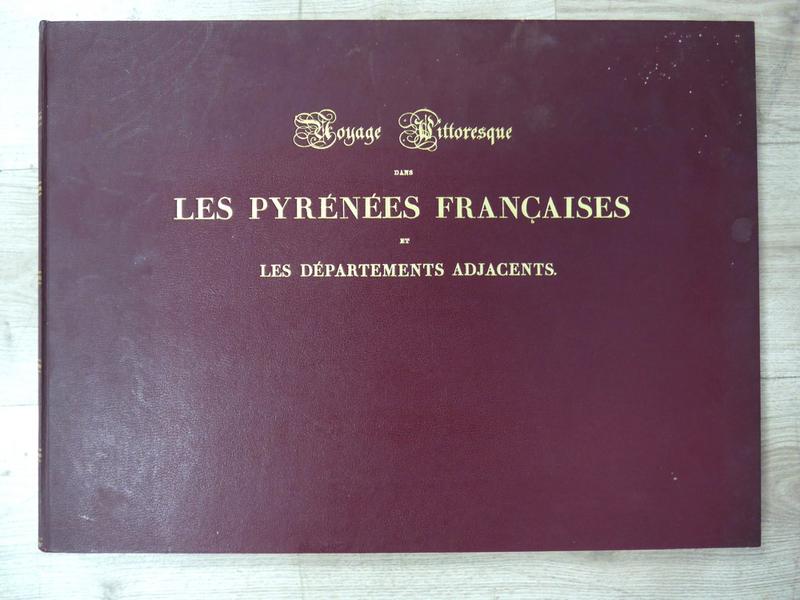 Voyage Pittoresque
DANS
LES PYRÉNÉES FRANÇAISES
ET
LES DÉPARTEMENTS ADJACENTS.